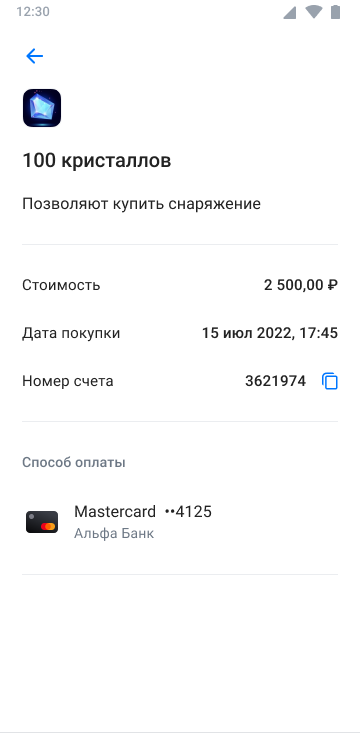 12:30
100 кристаллов
Позволяют купить снаряжение
Стоимость 2 500,00 ₽
Дата покупки 15 июл 2022, 17:45
Номер счета 3621974
Способ оплаты
Mastercard ••4125
Альфа Банк